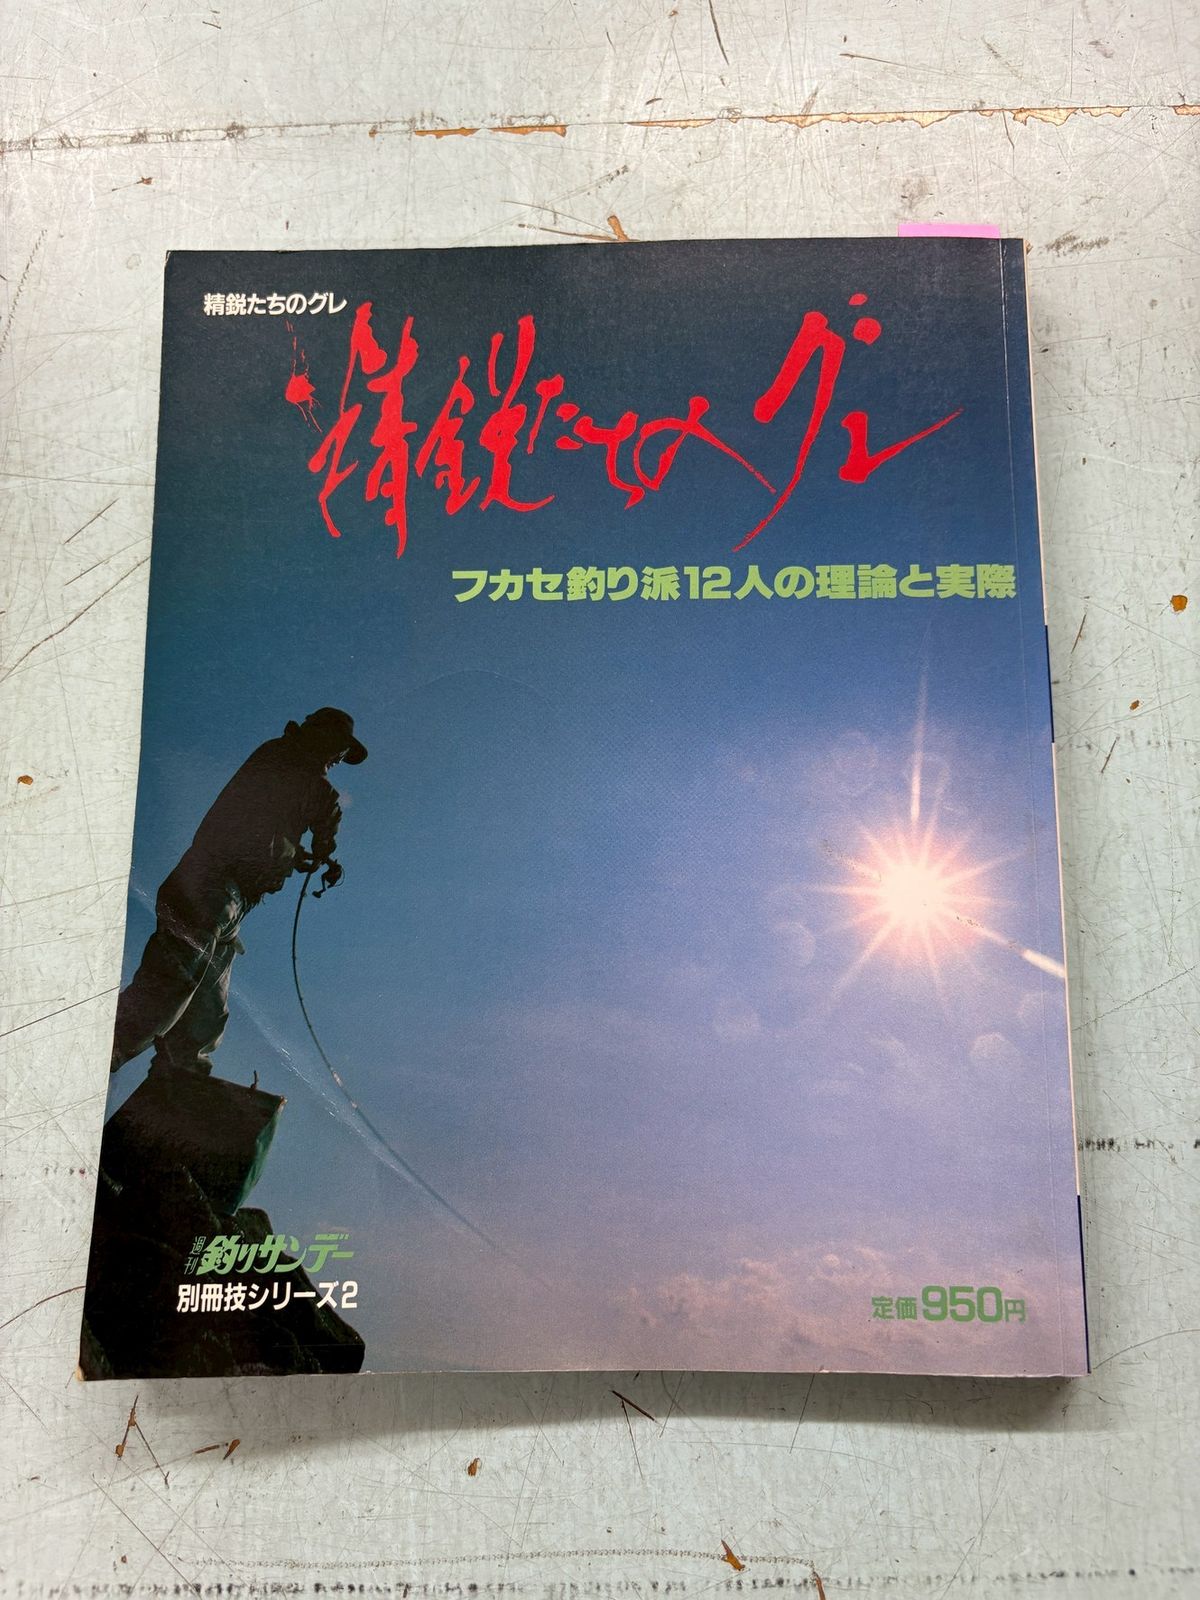 精鋭たちのグレ
精鋭たちのグレ
フカセ釣り派12人の理論と実際
週刊 釣りサンデー
別冊技シリーズ2
定価950円